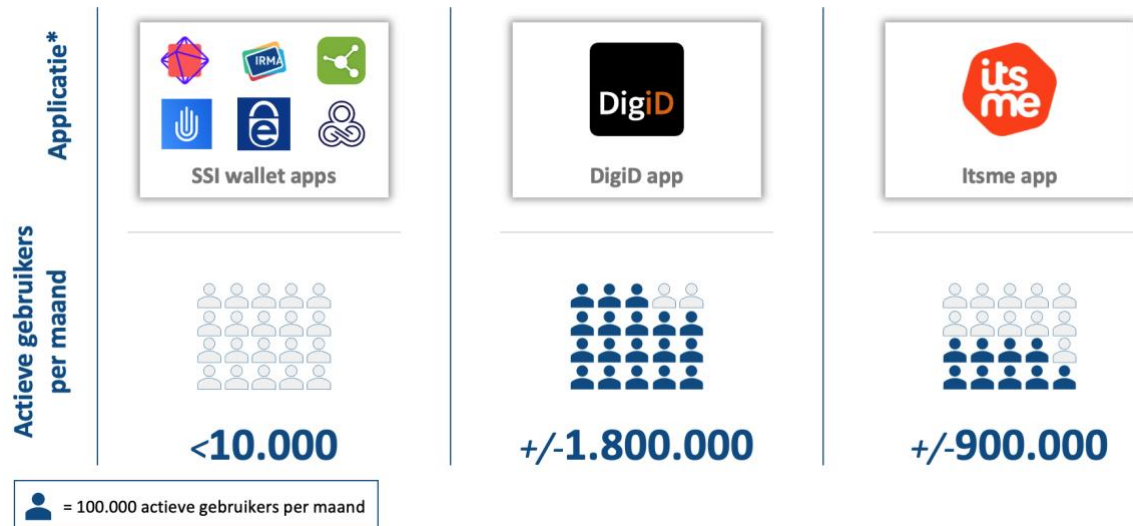 Applicatie*
IRMA
e
SSI wallet apps
DigiD
DigiD app
its
me
Itsme app
Actieve gebruikers
per maand
<10.000
+/-1.800.000
+/-900.000
= 100.000 actieve gebruikers per maand